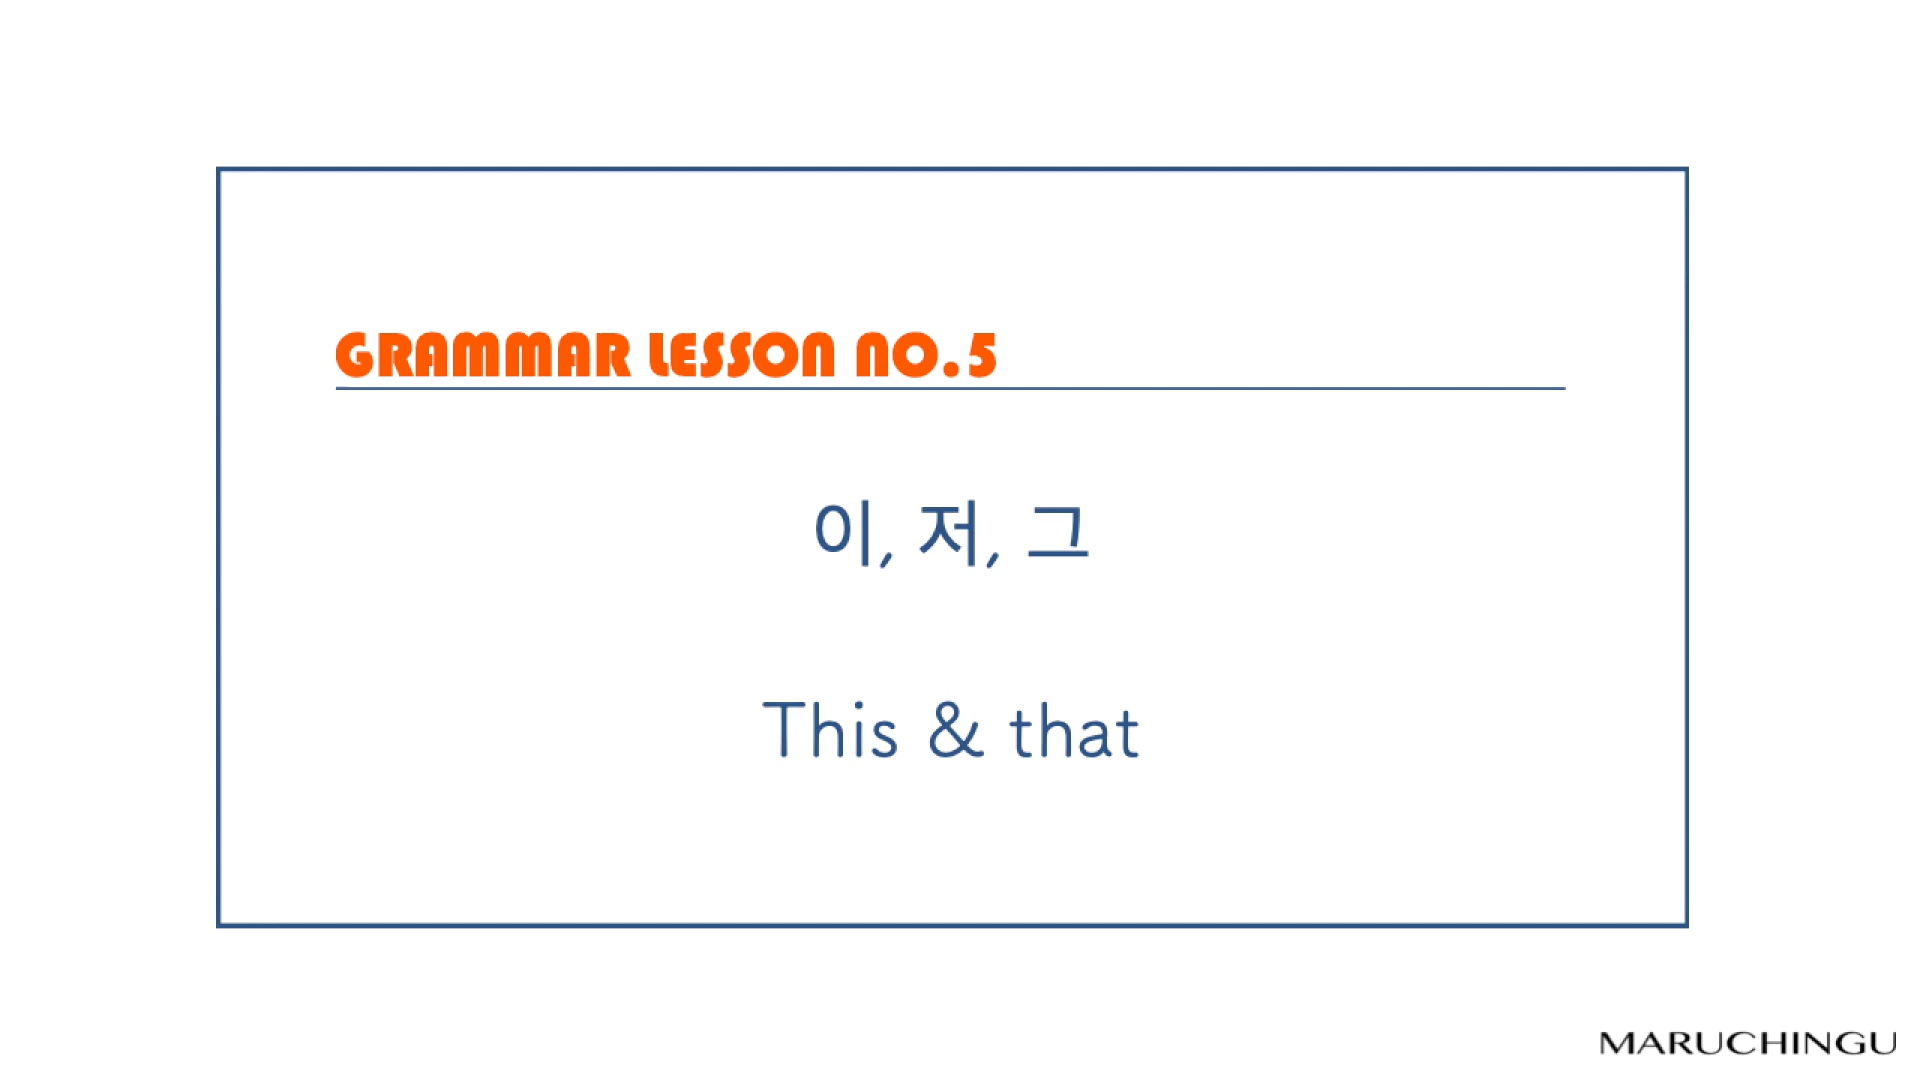 GRAMMAR LESSON NO.5
이, 저, 그
This & that
MARUCHINGU